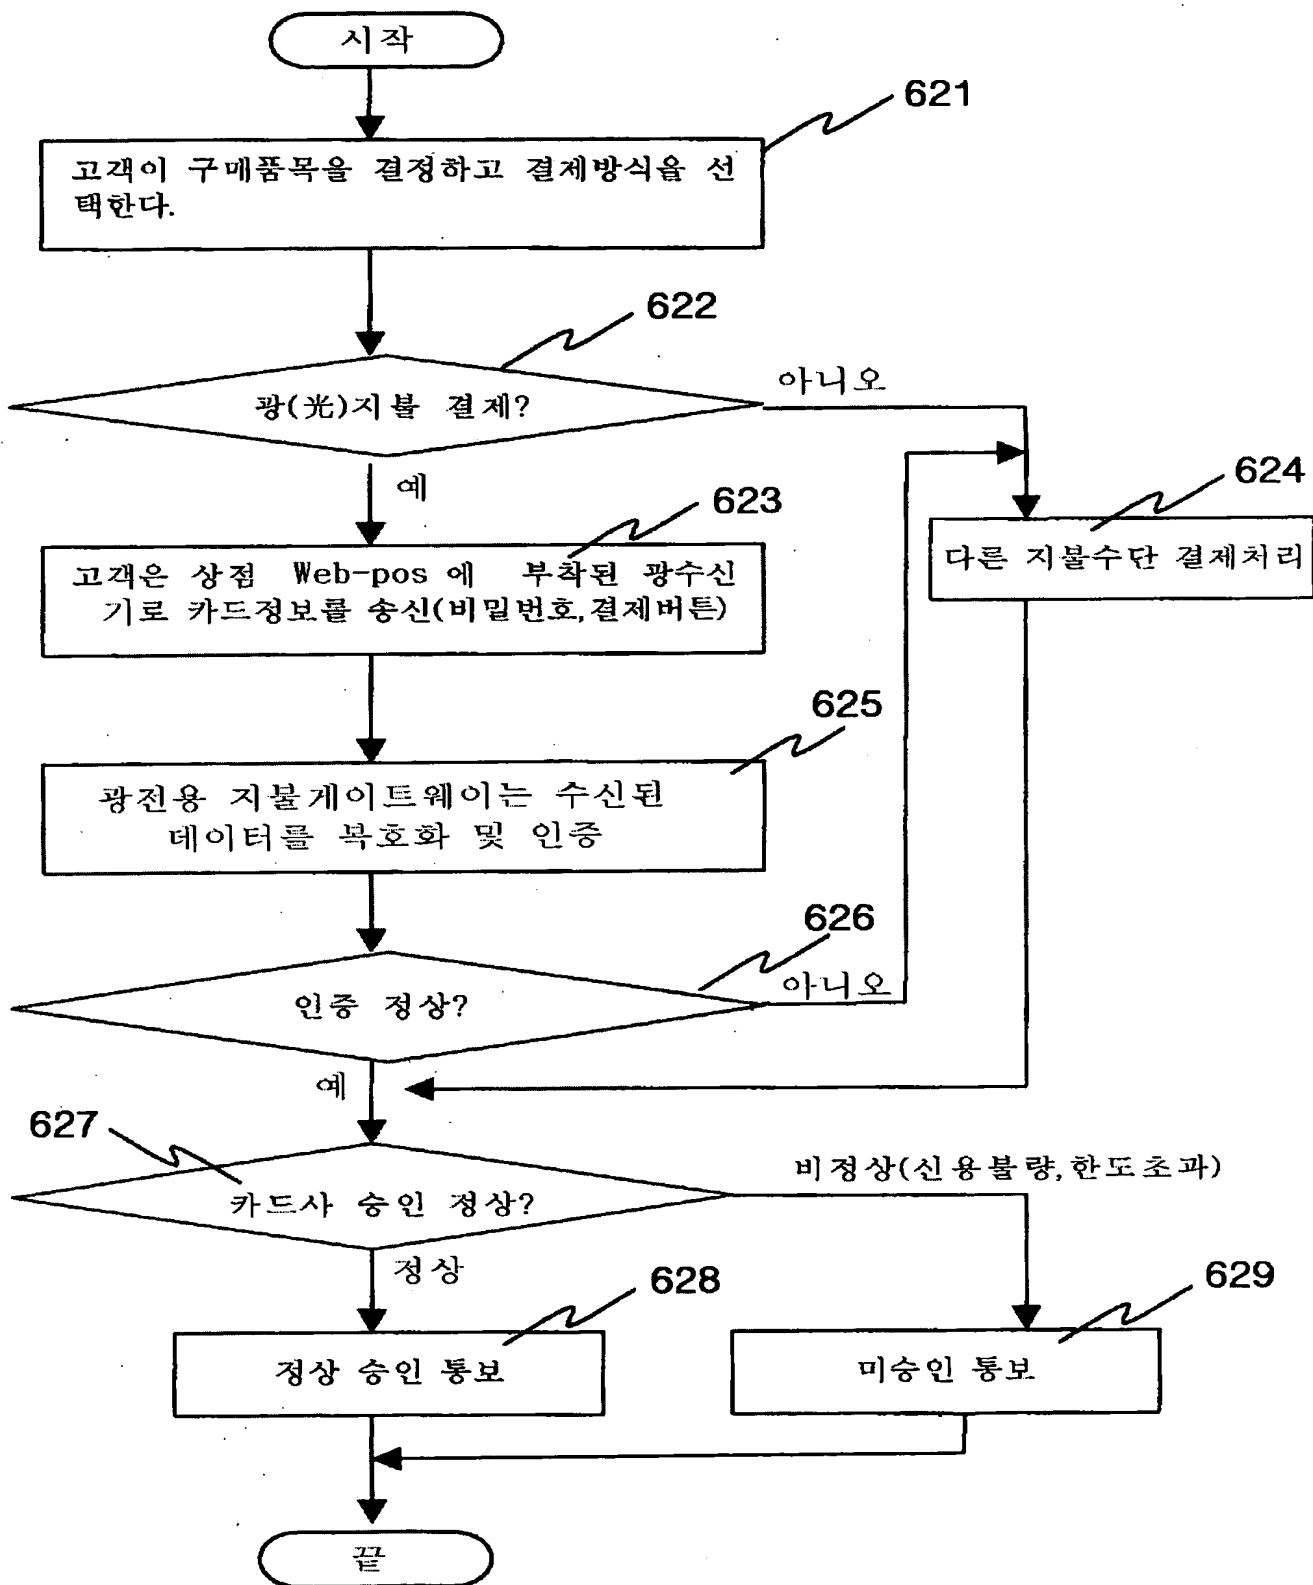 시작
621
고객이 구매품목을 결정하고 결제방식을 선
택한다.
622
광(光)지불 결제?
아니오
예
623
624
고객은 상점 Web-pos 에 부착된 광수신
기로 카드정보를 송신(비밀번호,결제버튼)
다른 지불수단 결제처리
625
광전용 지불게이트웨이는 수신된
데이터를 복호화 및 인증
626
인증 정상?
아니오
예
627
카드사 승인 정상?
비정상(신용불량,한도초과)
정상
628
629
정상 승인 통보
미승인 통보
끝